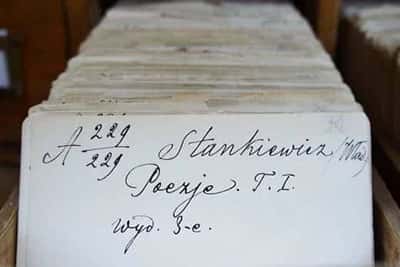 A 229/229 Stankiewicz (Wład.)
Poezje. T. I.
wyd. 3-e.